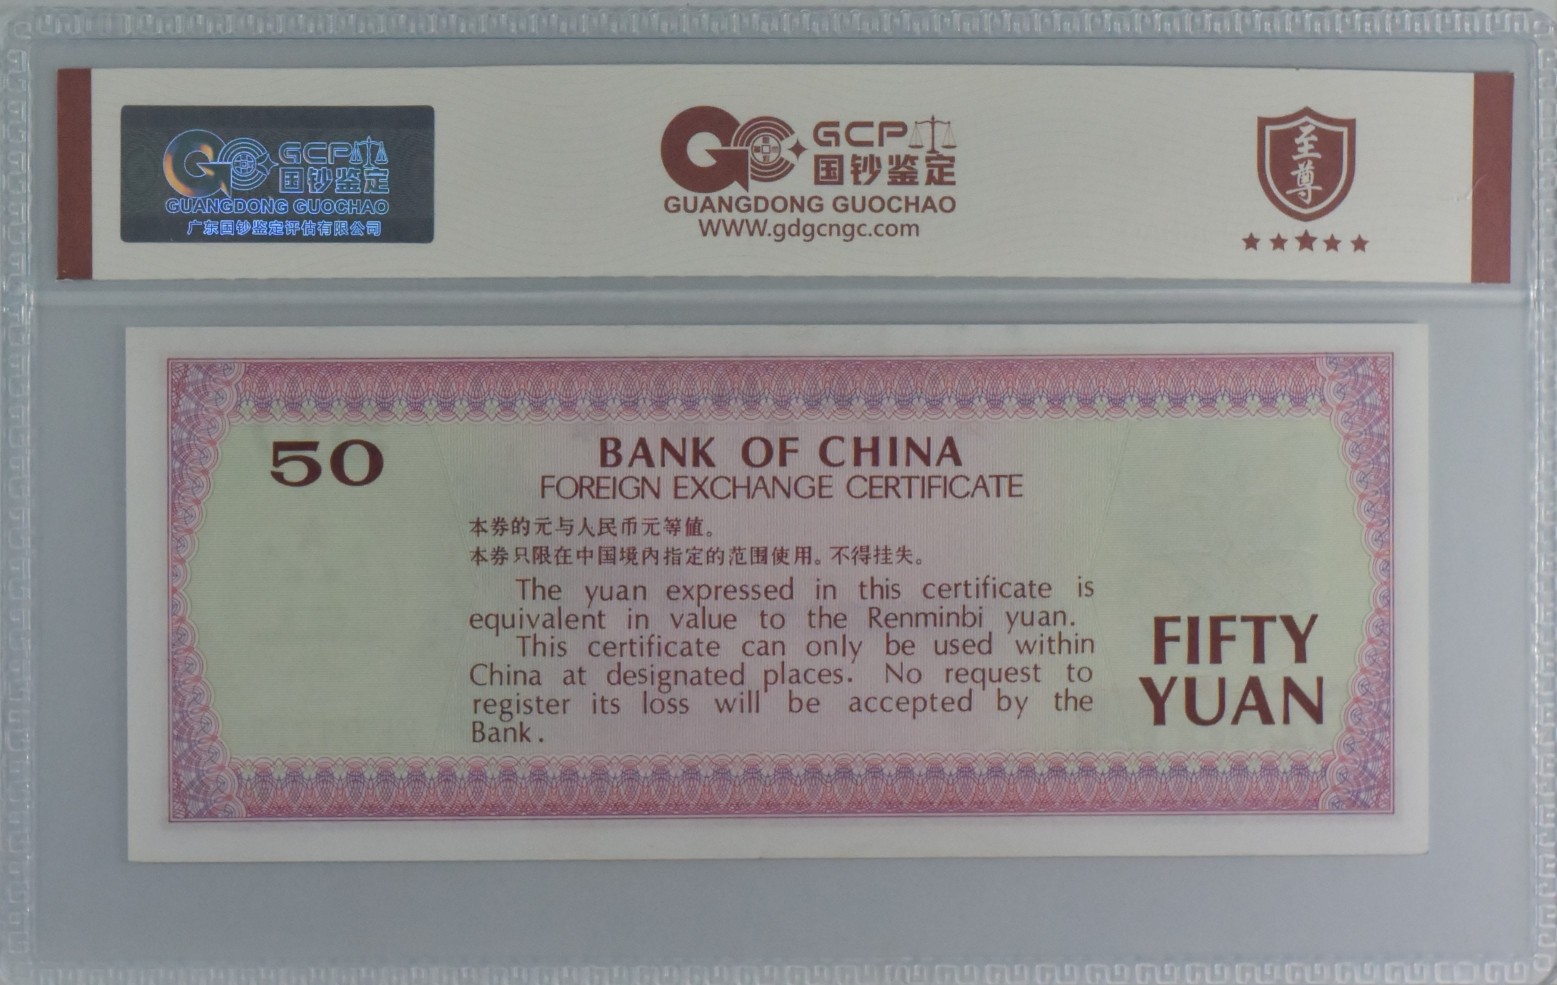 GCP
国钞鉴定
GUANGDONG GUOCHAO
广东国钞鉴定评估有限公司
GCP
国钞鉴定
GUANGDONG GUOCHAO
WWW.gdgcngc.com
至尊
50
BANK OF CHINA
FOREIGN EXCHANGE CERTIFICATE
本券的元与人民币元等值。
本券只限在中国境内指定的范围使用。不得挂失。
The yuan expressed in this certificate is
equivalent in value to the Renminbi yuan.
This certificate can only be used within
China at designated places. No request to
register its loss will be accepted by the
Bank.
FIFTY
YUAN